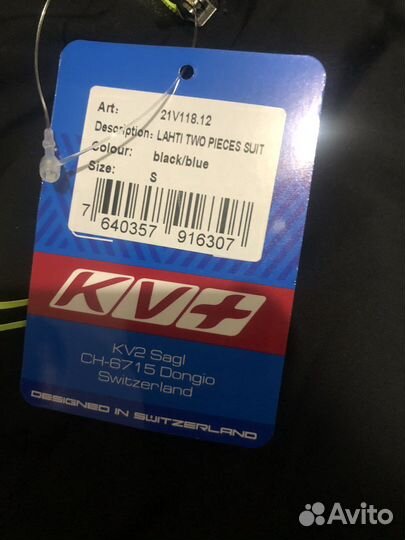 Art: 21V118.12
Description: LAHTI TWO PIECES SUIT
Colour: black/blue
Size: S
7 640357 916307
KV+
KV2 Sagl
CH-6715 Dongio
Switzerland
DESIGNED IN SWITZERLAND
Avito